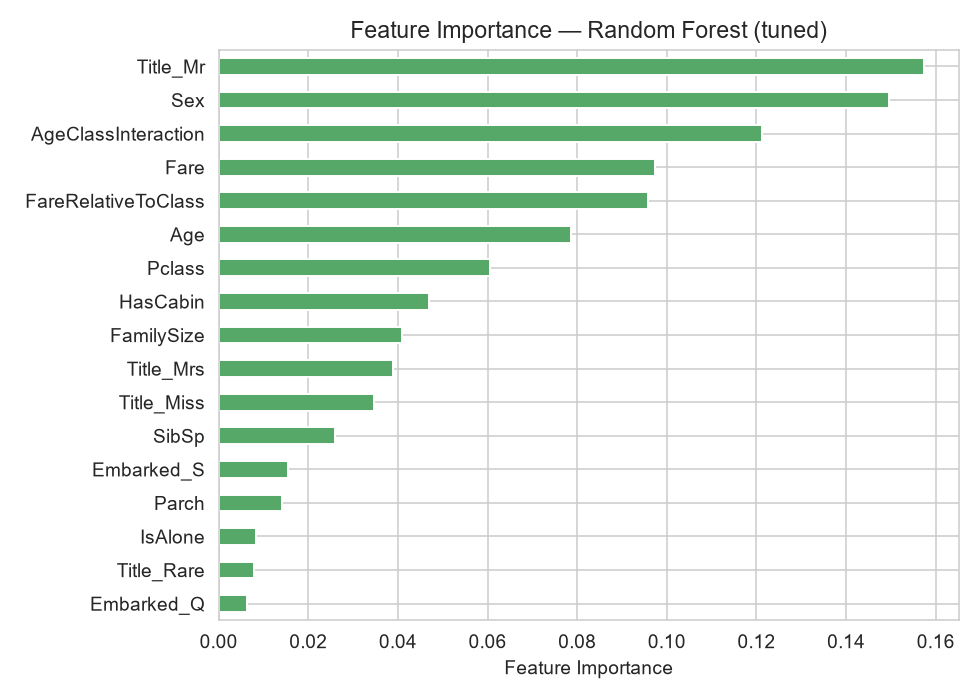 Feature Importance — Random Forest (tuned)
Title_Mr
Sex
AgeClassInteraction
Fare
FareRelativeToClass
Age
Pclass
HasCabin
FamilySize
Title_Mrs
Title_Miss
SibSp
Embarked_S
Parch
IsAlone
Title_Rare
Embarked_Q
0.00 0.02 0.04 0.06 0.08 0.10 0.12 0.14 0.16
Feature Importance